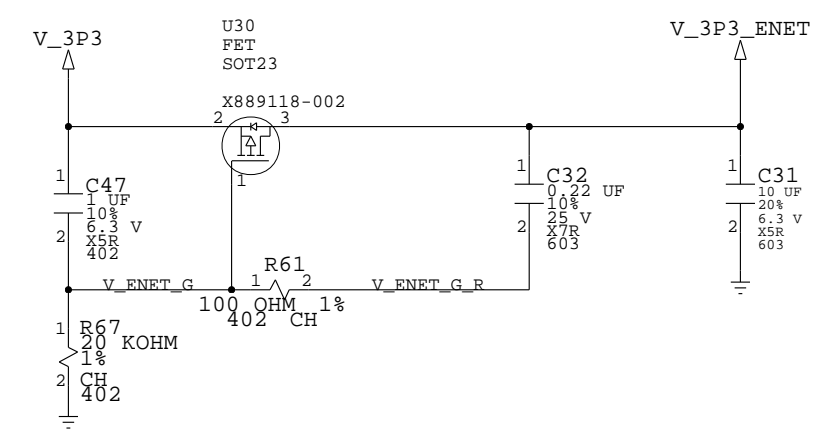 V_3P3
U30
FET
SOT23
X889118-002
2
3
1
V_3P3_ENET
1
C47
1 UF
10%
6.3 V
2
X5R
402
1
C32
0.22 UF
10%
25 V
2
X7R
603
1
C31
10 UF
20%
6.3 V
2
X5R
603
V_ENET_G
R61
1
2
100 OHM 1%
402 CH
V_ENET_G_R
1
R67
20 KOHM
1%
2
CH
402